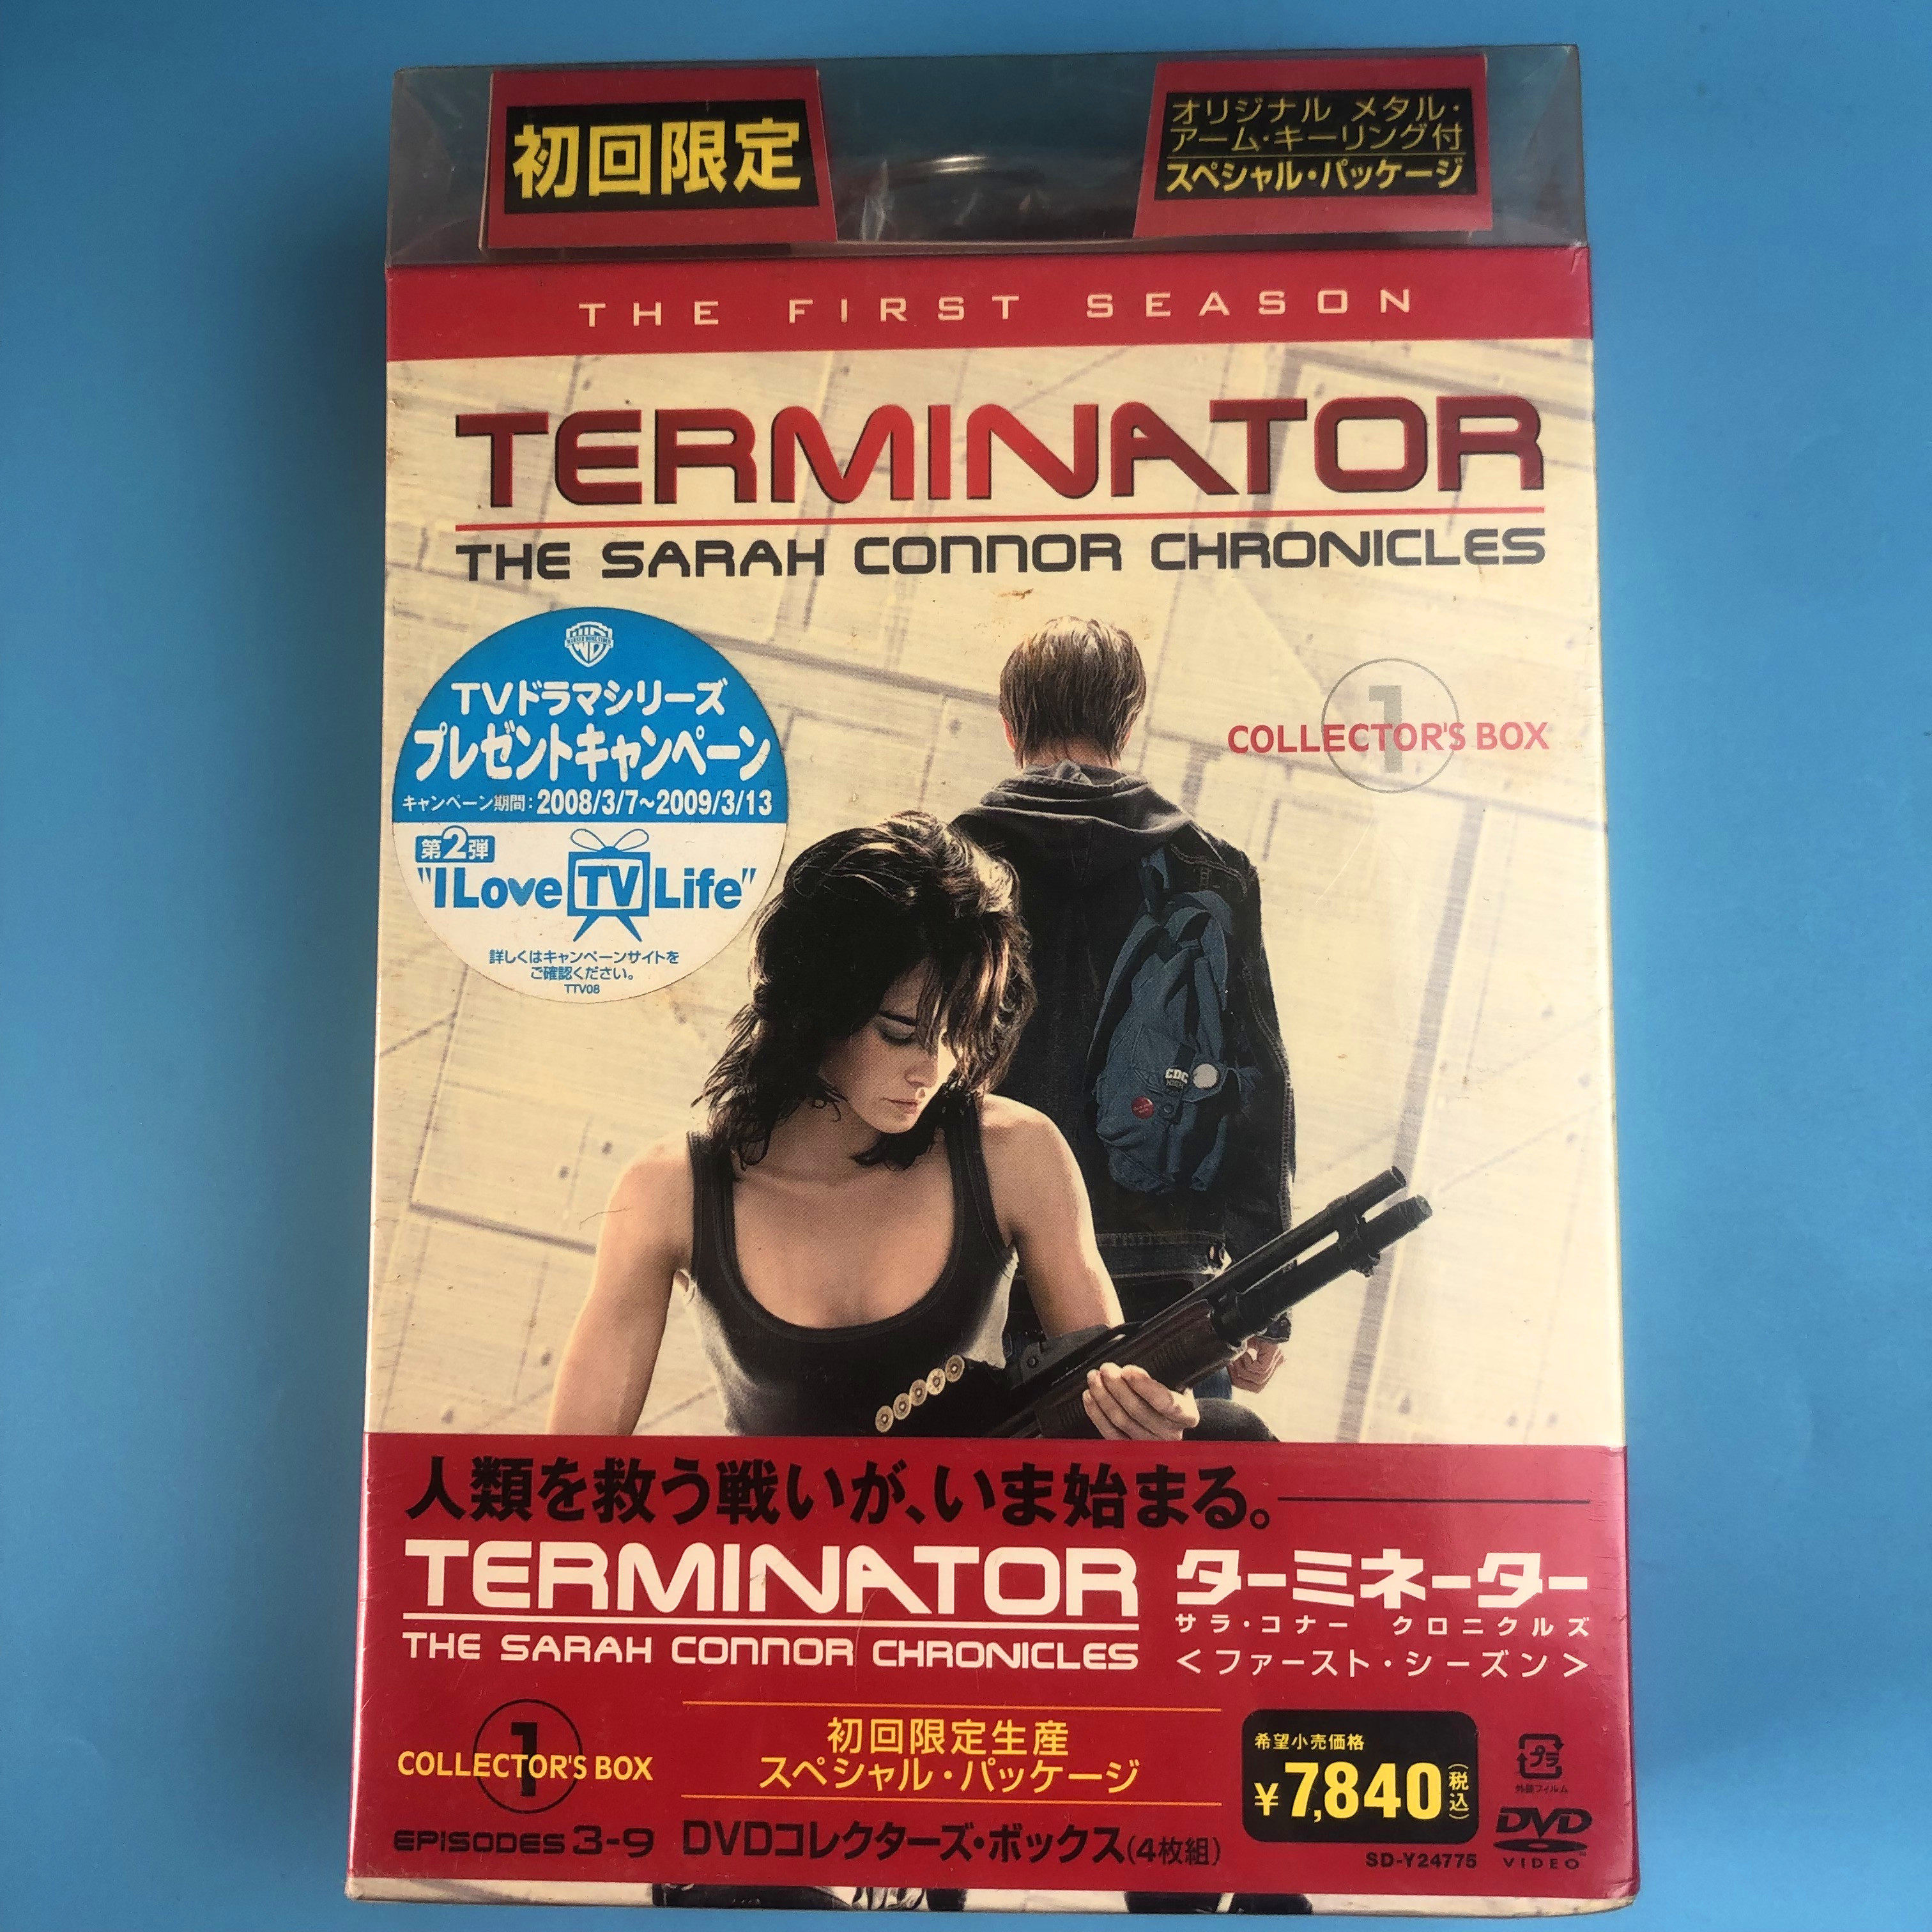 初回限定
オリジナル メタル・
アーム・キーリング付
スペシャル・パッケージ
THE FIRST SEASON
TERMINATOR
THE SARAH CONNOR CHRONICLES
TVドラマシリーズ
プレゼントキャンペーン
キャンペーン期間:2008/3/7~2009/3/13
第2弾
"I Love TV Life"
詳しくはキャンペーンサイトを
ご確認ください。
TTV08
1
COLLECTOR'S BOX
CDC
人類を救う戦いが、いま始まる。
TERMINATOR
THE SARAH CONNOR CHRONICLES
ターミネーター
サラ・コナー クロニクルズ
<ファースト・シーズン>
1
COLLECTOR'S BOX
EPISODES 3-9
初回限定生産
スペシャル・パッケージ
DVDコレクターズ・ボックス(4枚組)
希望小売価格
¥7,840(税込)
SD-Y24775
プラ
外装フィルム
DVD
VIDEO